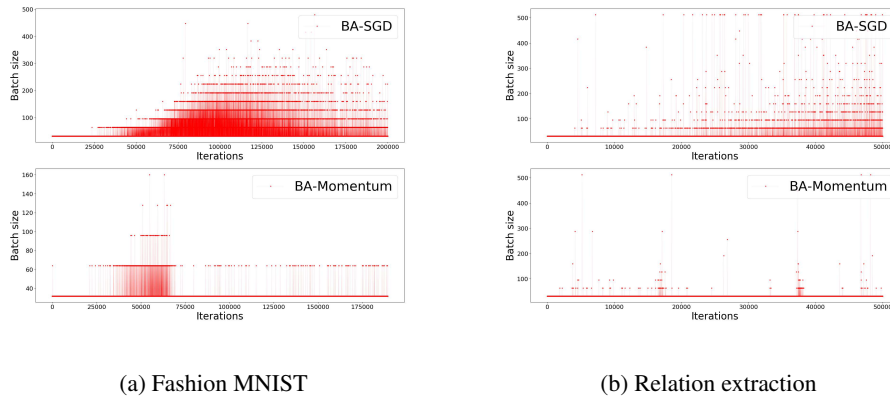 500
400
300
200
100
Batch size
BA-SGD
0 25000 50000 75000 100000 125000 150000 175000 200000
Iterations
160
140
120
100
80
60
40
Batch size
BA-Momentum
0 25000 50000 75000 100000 125000 150000 175000
Iterations
(a) Fashion MNIST
500
400
300
200
100
Batch size
BA-SGD
0 10000 20000 30000 40000 50000
Iterations
500
400
300
200
100
Batch size
BA-Momentum
0 10000 20000 30000 40000 50000
Iterations
(b) Relation extraction